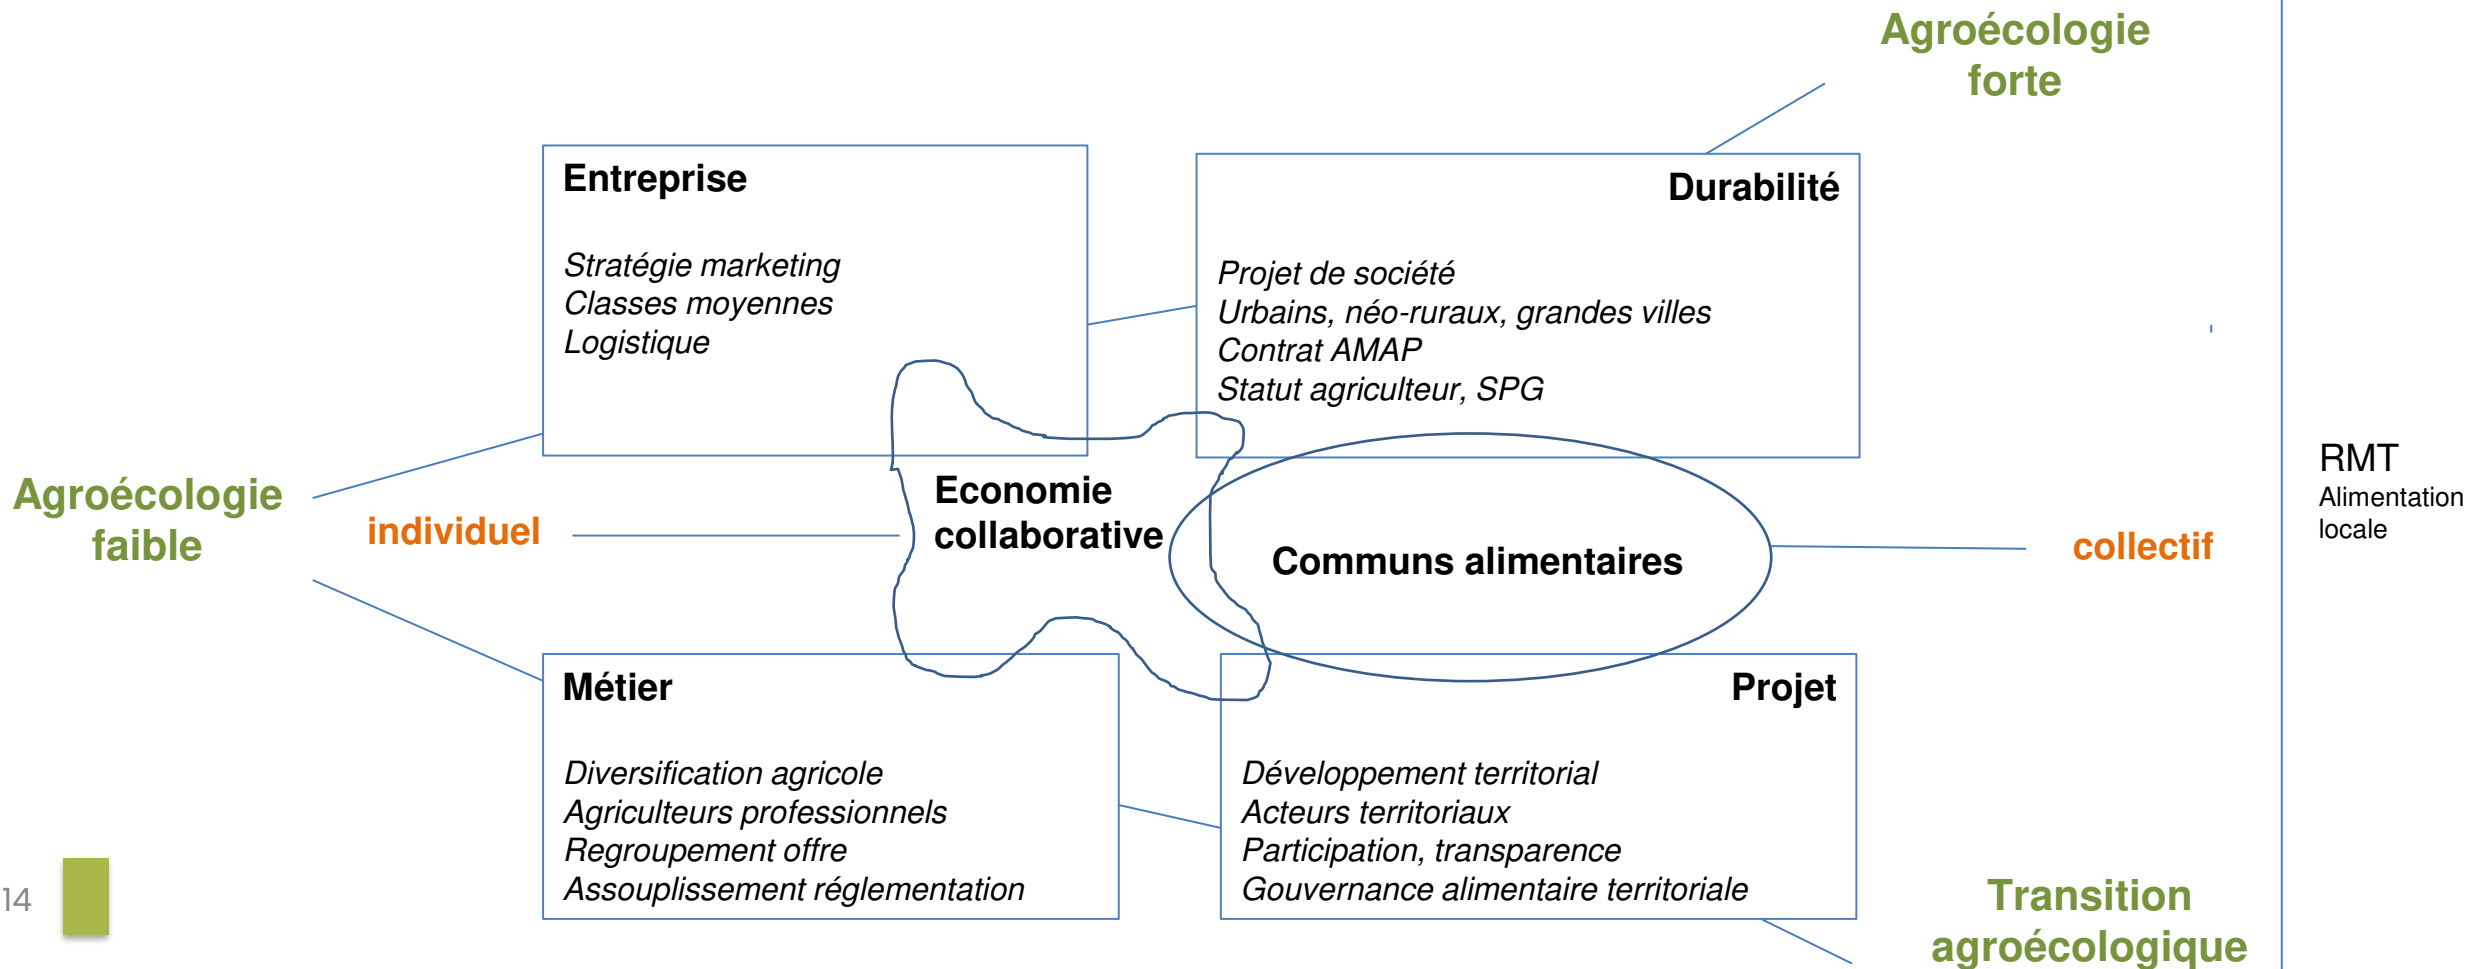 Agroécologie
forte
Entreprise
Stratégie marketing
Classes moyennes
Logistique
Durabilité
Projet de société
Urbains, néo-ruraux, grandes villes
Contrat AMAP
Statut agriculteur, SPG
Agroécologie
faible
individuel
Economie
collaborative
Communs alimentaires
collectif
RMT
Alimentation
locale
Métier
Diversification agricole
Agriculteurs professionnels
Regroupement offre
Assouplissement réglementation
Projet
Développement territorial
Acteurs territoriaux
Participation, transparence
Gouvernance alimentaire territoriale
Transition
agroécologique
14